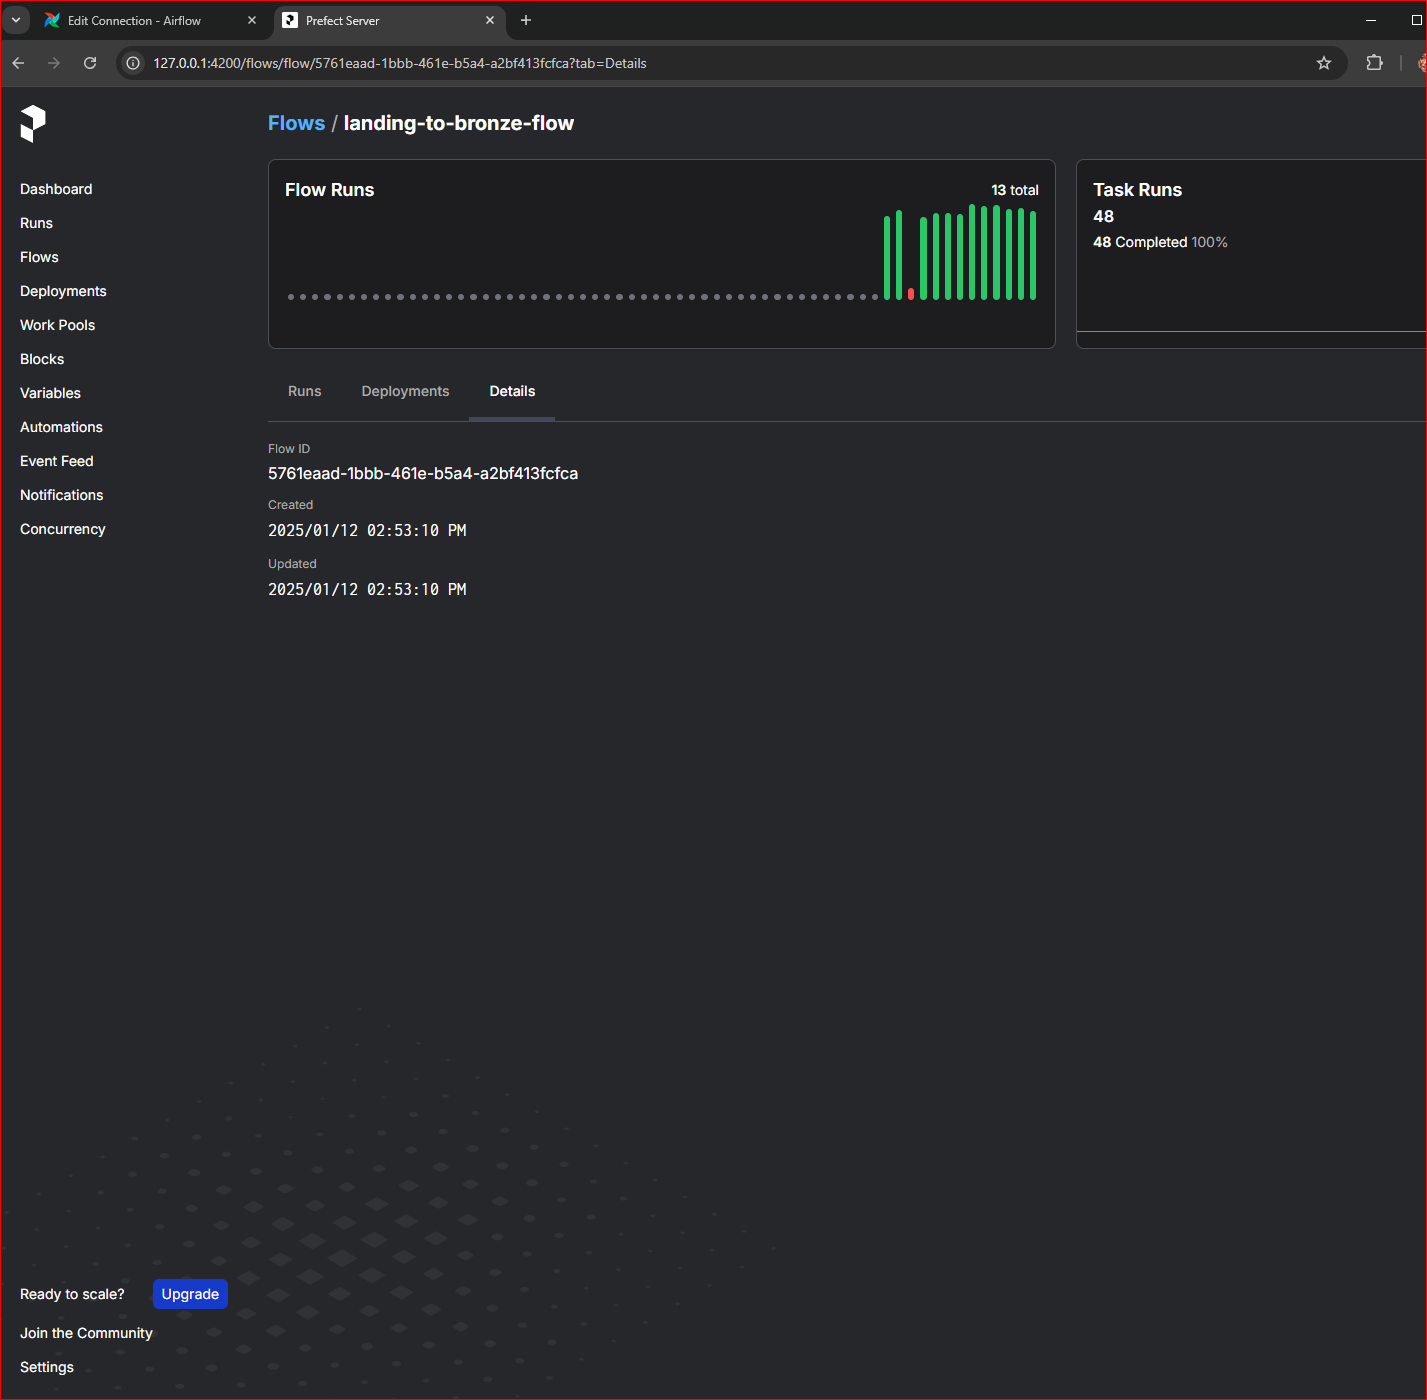 Edit Connection - Airflow
Prefect Server
127.0.0.1:4200/flows/flow/5761eaad-1bbb-461e-b5a4-a2bf413fcfca?tab=Details
Flows / landing-to-bronze-flow
Dashboard
Runs
Flows
Deployments
Work Pools
Blocks
Variables
Automations
Event Feed
Notifications
Concurrency
Flow Runs
13 total
Task Runs
48
48 Completed 100%
Runs
Deployments
Details
Flow ID
5761eaad-1bbb-461e-b5a4-a2bf413fcfca
Created
2025/01/12 02:53:10 PM
Updated
2025/01/12 02:53:10 PM
Ready to scale?
Upgrade
Join the Community
Settings